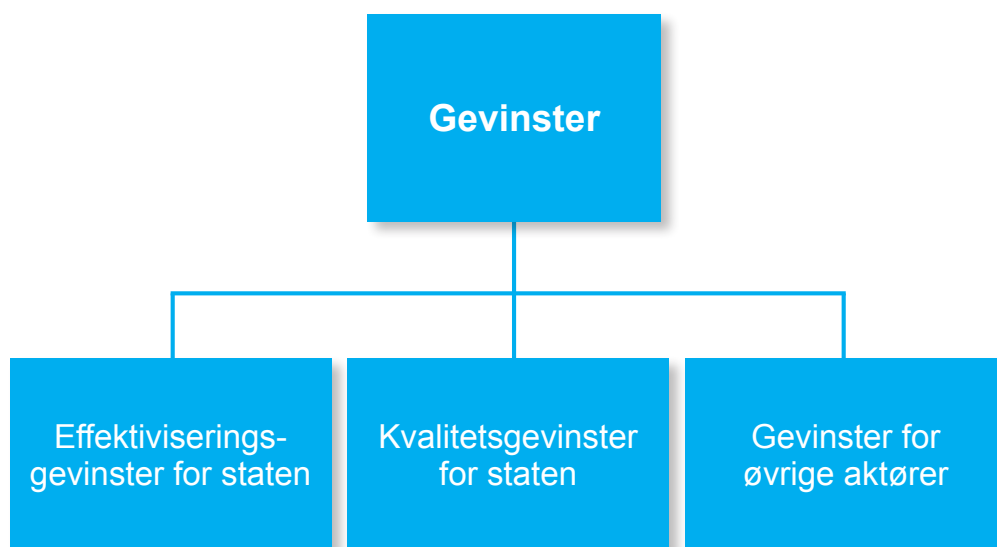 Gevinster
Effektiviserings-
gevinster for staten
Kvalitetsgevinster
for staten
Gevinster for
øvrige aktører